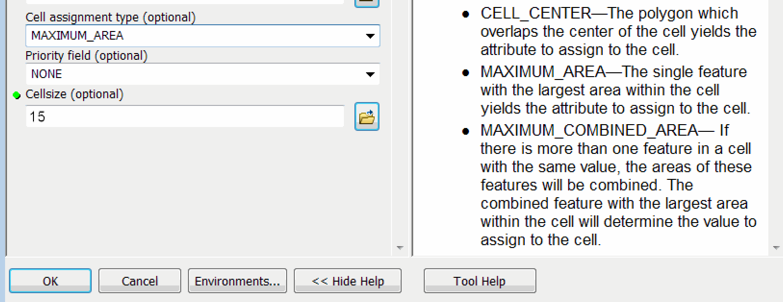 Cell assignment type (optional)
MAXIMUM_AREA
Priority field (optional)
NONE
Cellsize (optional)
15
● CELL_CENTER—The polygon which
overlaps the center of the cell yields the
attribute to assign to the cell.
● MAXIMUM_AREA—The single feature
with the largest area within the cell
yields the attribute to assign to the cell.
● MAXIMUM_COMBINED_AREA— If
there is more than one feature in a cell
with the same value, the areas of these
features will be combined. The
combined feature with the largest area
within the cell will determine the value to
assign to the cell.
OK
Cancel
Environments...
<< Hide Help
Tool Help